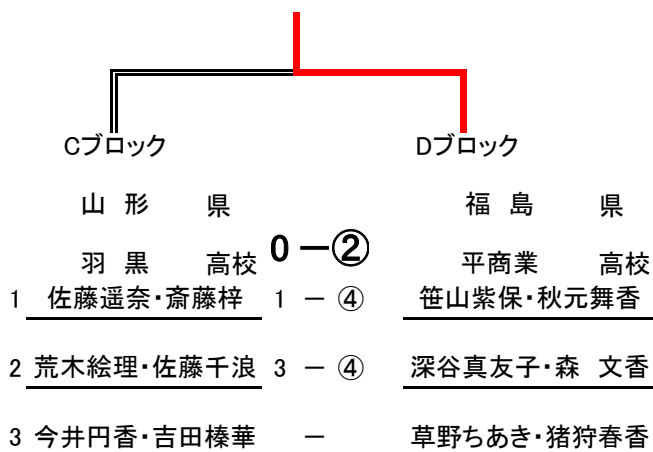 Cブロック Dブロック
山 形 県 福 島 県
羽 黒 高校 0 － ② 平商業 高校
1 佐藤遥奈・斎藤梓 1 － ④ 笹山紫保・秋元舞香
2 荒木絵理・佐藤千浪 3 － ④ 深谷真友子・森 文香
3 今井円香・吉田榛華 － 草野ちあき・猪狩春香